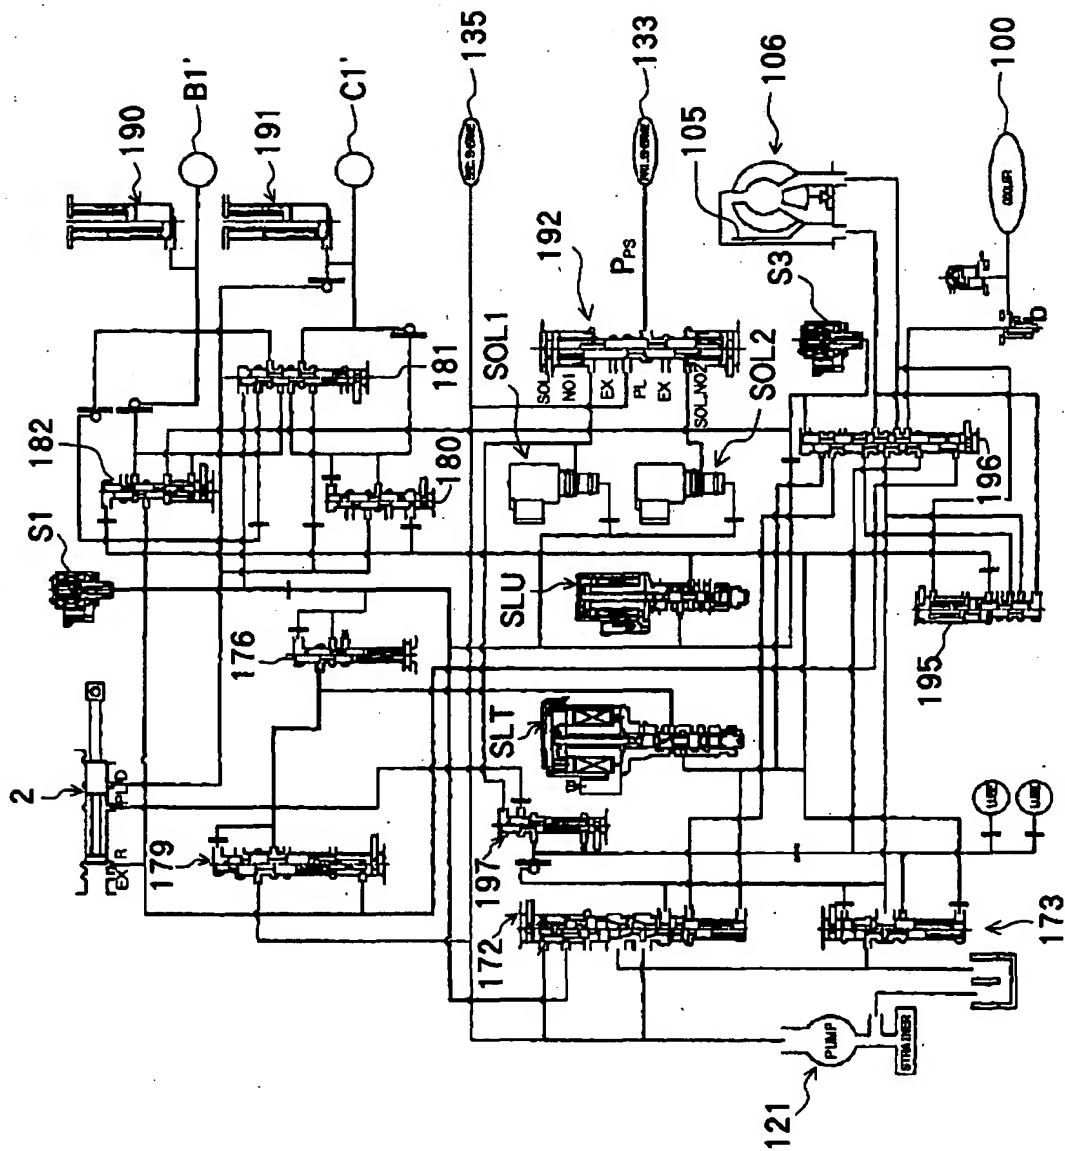 2
S1
182
EX R
PL D
190
179
B1'
176
191
C1'
180
181
135
197
172
SLT
SOL1
SLU
SOL
NO1
EX
PL
EX
SOL.NO2
192
PPS
133
105
SOL2
S3
106
121
PUMP
STRAINER
195
196
100
173